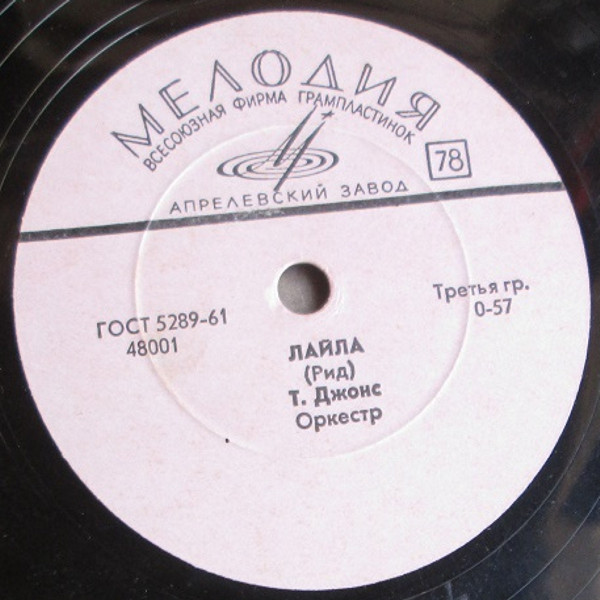 МЕЛОДИЯ
ВСЕСОЮЗНАЯ ФИРМА ГРАМПЛАСТИНОК
78
АПРЕЛЕВСКИЙ ЗАВОД
ГОСТ 5289-61
48001
Третья гр.
0-57
ЛАЙЛА
(Рид)
Т. Джонс
Оркестр